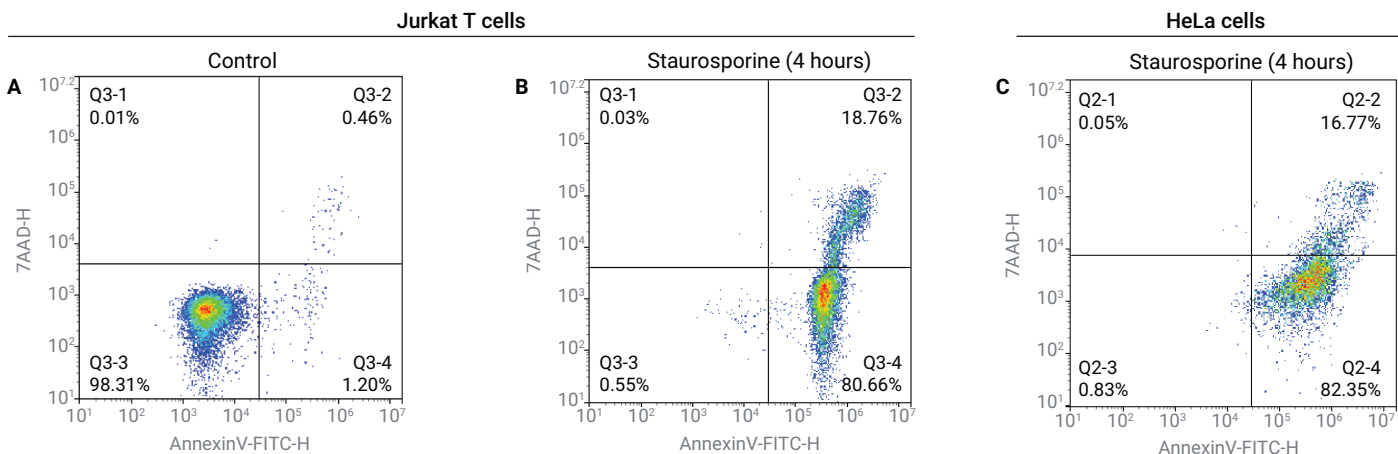 Jurkat T cells
HeLa cells
A
Control
10^7.2
10^6
10^5
10^4
10^3
10^2
10^1
7AAD-H
Q3-1
0.01%
Q3-2
0.46%
Q3-3
98.31%
Q3-4
1.20%
10^1 10^2 10^3 10^4 10^5 10^6 10^7
AnnexinV-FITC-H
B
Staurosporine (4 hours)
10^7.2
10^6
10^5
10^4
10^3
10^2
10^1
7AAD-H
Q3-1
0.03%
Q3-2
18.76%
Q3-3
0.55%
Q3-4
80.66%
10^1 10^2 10^3 10^4 10^5 10^6 10^7
AnnexinV-FITC-H
C
Staurosporine (4 hours)
10^7.2
10^6
10^5
10^4
10^3
10^2
10^1
7AAD-H
Q2-1
0.05%
Q2-2
16.77%
Q2-3
0.83%
Q2-4
82.35%
10^1 10^2 10^3 10^4 10^5 10^6 10^7
AnnexinV-FITC-H